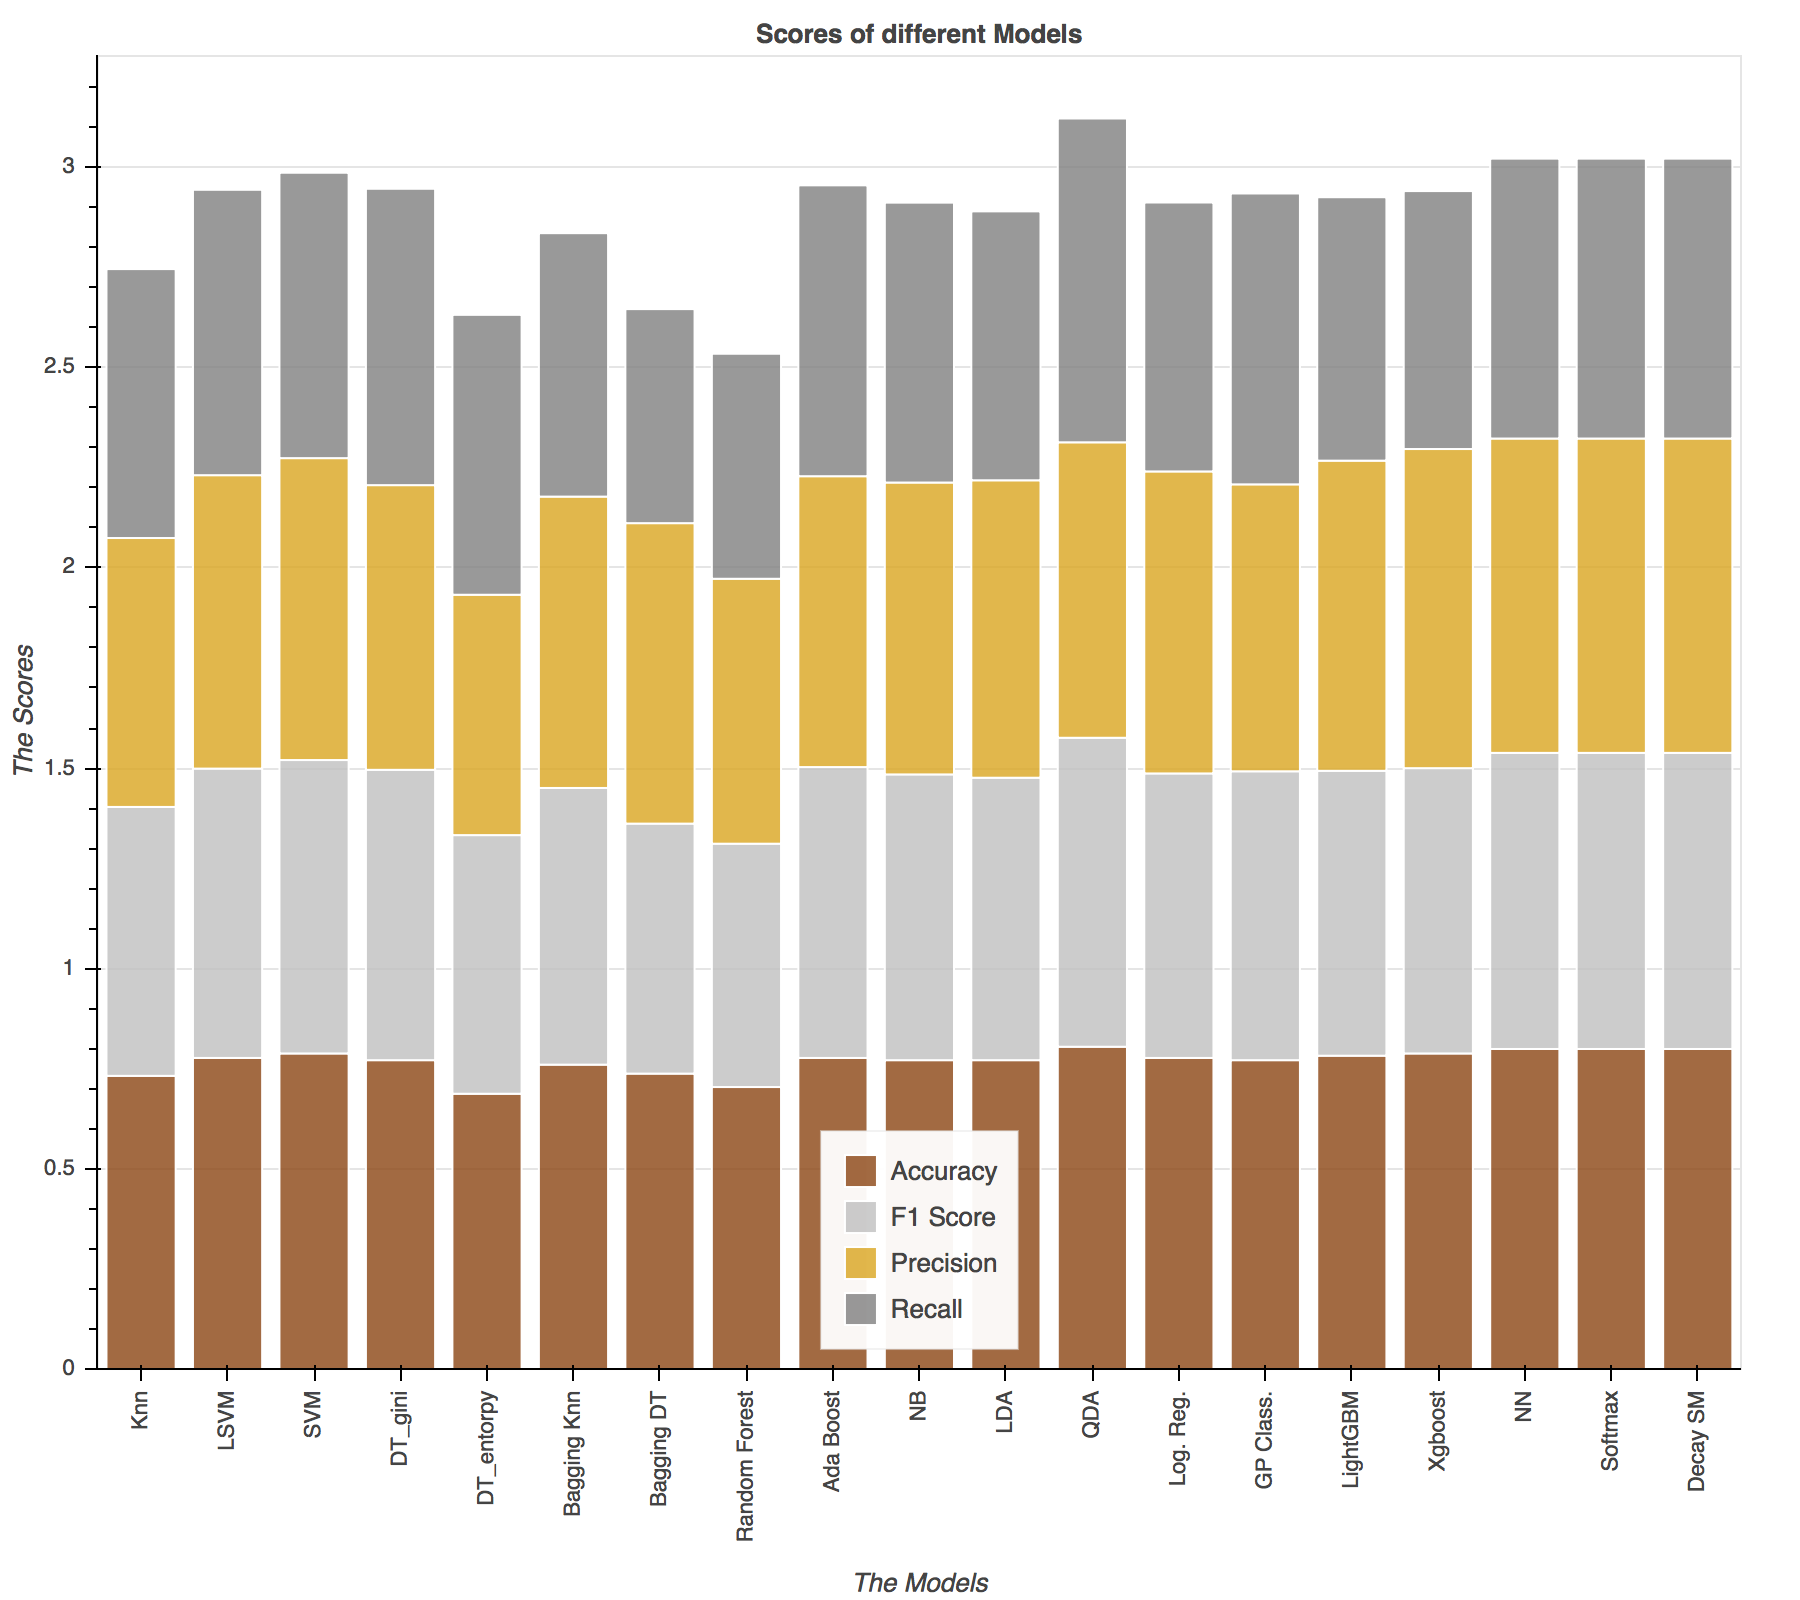 Scores of different Models
The Scores
3
2.5
2
1.5
1
0.5
0
Accuracy
F1 Score
Precision
Recall
Knn
LSVM
SVM
DT_gini
DT_entorpy
Bagging Knn
Bagging DT
Random Forest
Ada Boost
NB
LDA
QDA
Log. Reg.
GP Class.
LightGBM
Xgboost
NN
Softmax
Decay SM
The Models